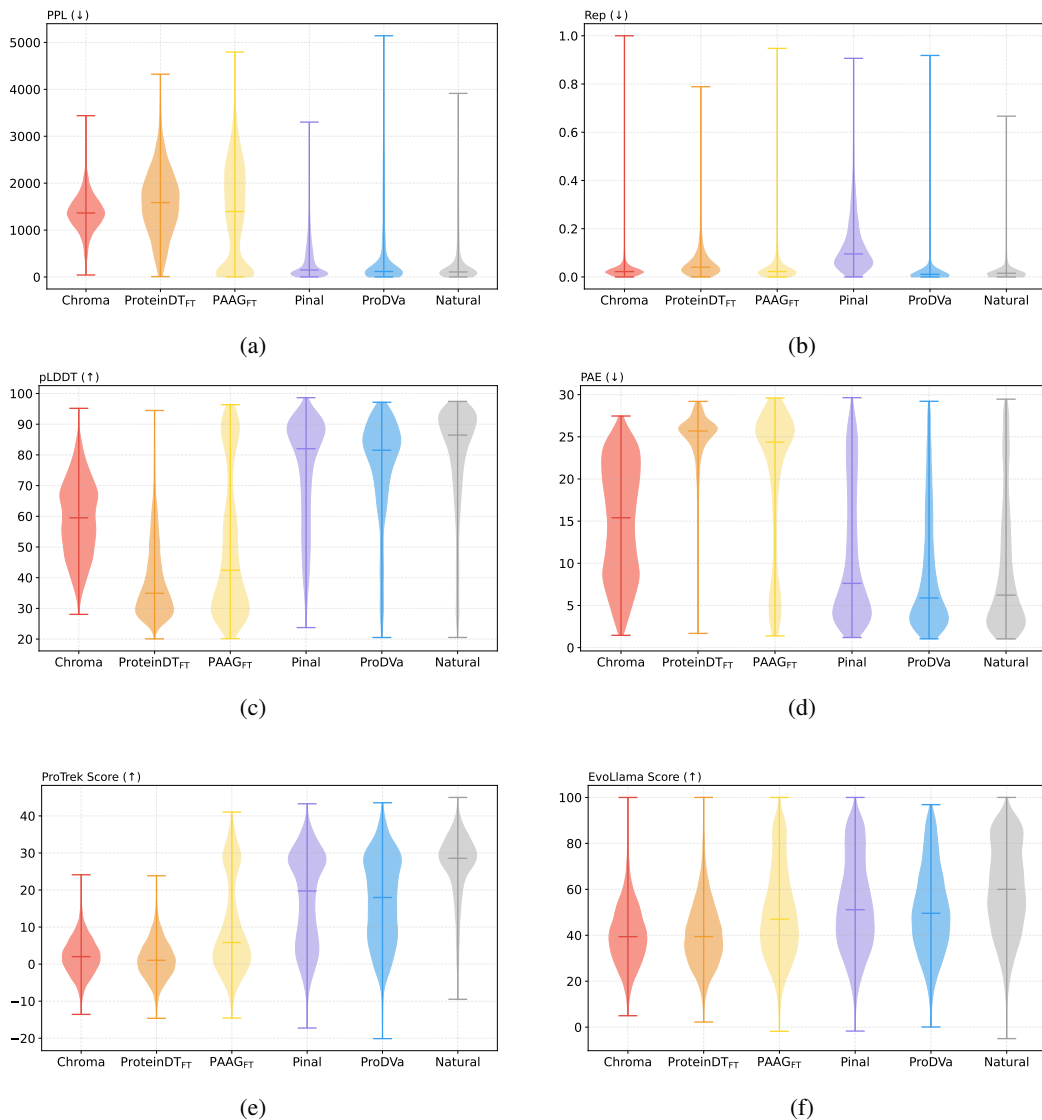 PPL (↓)
5000
4000
3000
2000
1000
0
Chroma ProteinDT_FT PAAG_FT Pinal ProDVa Natural
(a)
Rep (↓)
1.0
0.8
0.6
0.4
0.2
0.0
Chroma ProteinDT_FT PAAG_FT Pinal ProDVa Natural
(b)
pLDDT (↑)
100
90
80
70
60
50
40
30
20
Chroma ProteinDT_FT PAAG_FT Pinal ProDVa Natural
(c)
PAE (↓)
30
25
20
15
10
5
0
Chroma ProteinDT_FT PAAG_FT Pinal ProDVa Natural
(d)
ProTrek Score (↑)
40
30
20
10
0
−10
−20
Chroma ProteinDT_FT PAAG_FT Pinal ProDVa Natural
(e)
EvoLlama Score (↑)
100
80
60
40
20
0
Chroma ProteinDT_FT PAAG_FT Pinal ProDVa Natural
(f)